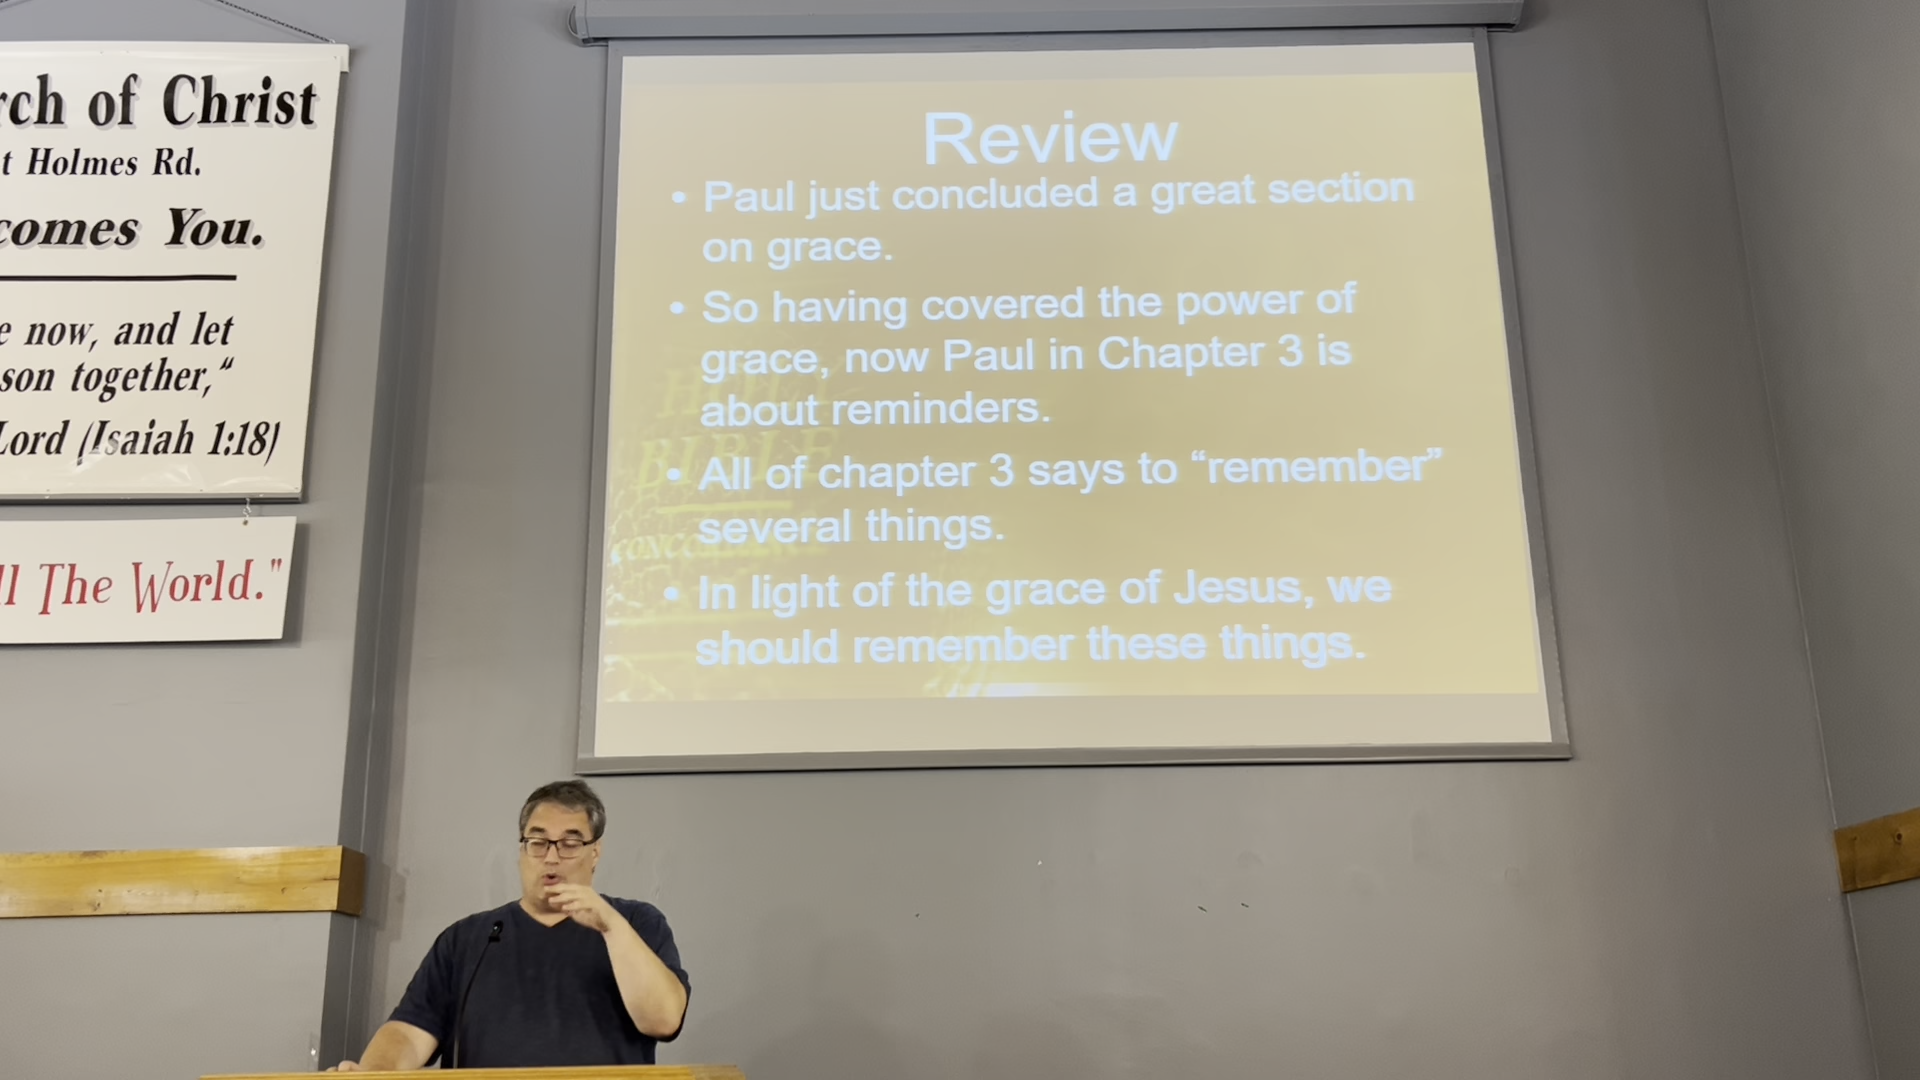 rch of Christ
t Holmes Rd.
comes You.
e now, and let
son together,“
Lord (Isaiah 1:18)
ll The World."
Review
• Paul just concluded a great section
on grace.
• So having covered the power of
grace, now Paul in Chapter 3 is
about reminders.
• All of chapter 3 says to “remember”
several things.
• In light of the grace of Jesus, we
should remember these things.
HOLY
BIBLE